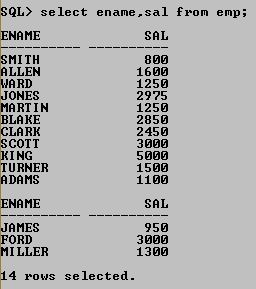 SQL> select ename,sal from emp;
ENAME SAL
---------- ----------
SMITH 800
ALLEN 1600
WARD 1250
JONES 2975
MARTIN 1250
BLAKE 2850
CLARK 2450
SCOTT 3000
KING 5000
TURNER 1500
ADAMS 1100
ENAME SAL
---------- ----------
JAMES 950
FORD 3000
MILLER 1300
14 rows selected.